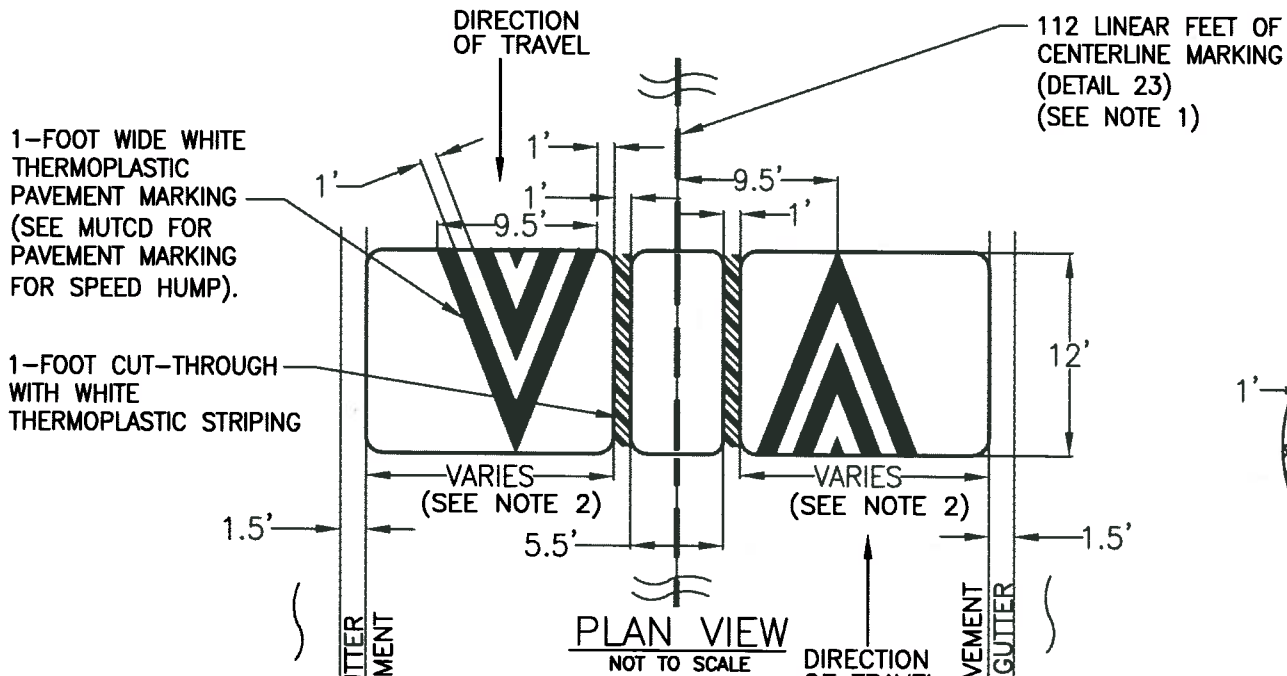 DIRECTION
OF TRAVEL
112 LINEAR FEET OF
CENTERLINE MARKING
(DETAIL 23)
(SEE NOTE 1)
1-FOOT WIDE WHITE
THERMOPLASTIC
PAVEMENT MARKING
(SEE MUTCD FOR
PAVEMENT MARKING
FOR SPEED HUMP).
1'
1'
1'
9.5'
9.5'
1'
1-FOOT CUT-THROUGH
WITH WHITE
THERMOPLASTIC STRIPING
12'
1'
VARIES
(SEE NOTE 2)
VARIES
(SEE NOTE 2)
1.5'
5.5'
1.5'
PLAN VIEW
NOT TO SCALE
DIRECTION
OF TRAVEL
GUTTER